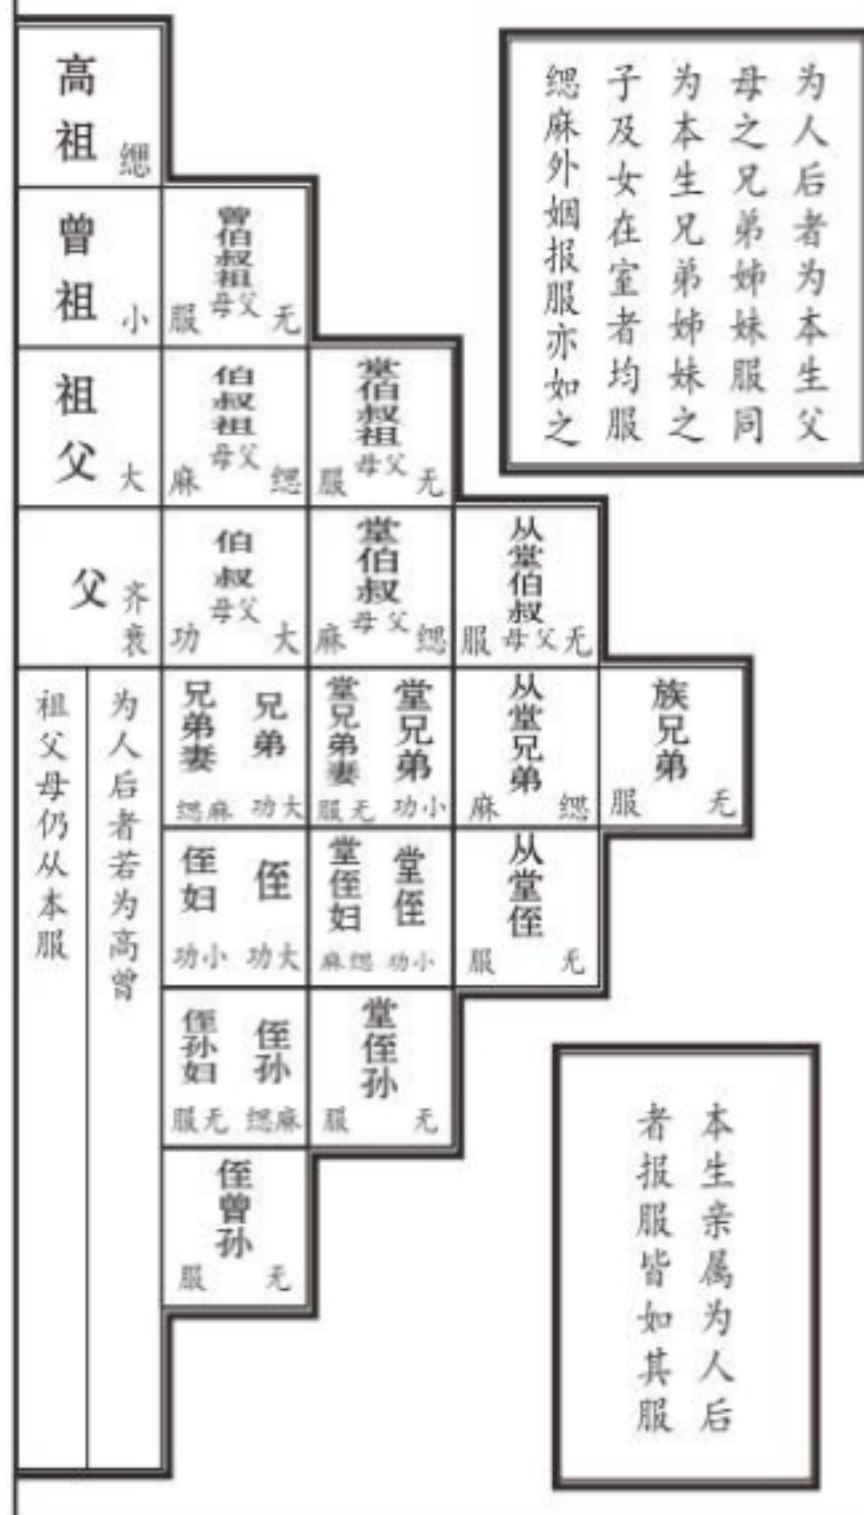 为人后者为本生父
母之兄弟姊妹服同
为本生兄弟姊妹之
子及女在室者均服
缌麻外姻报服亦如之
高祖
缌
曾祖
小
曾伯叔祖父母
无服
祖父
大
伯叔祖父母
缌麻
堂伯叔祖父母
无服
父
齐衰
伯叔父母
大功
堂伯叔父母
缌麻
从堂伯叔父母
无服
为人后者若为高曾
祖父母仍从本服
兄弟
大功
兄弟妻
缌麻
堂兄弟
小功
堂兄弟妻
无服
从堂兄弟
缌麻
族兄弟
无服
侄
大功
侄妇
小功
堂侄
小功
堂侄妇
缌麻
从堂侄
无服
侄孙
缌麻
侄孙妇
无服
堂侄孙
无服
侄曾孙
无服
本生亲属为人后
者报服皆如其服